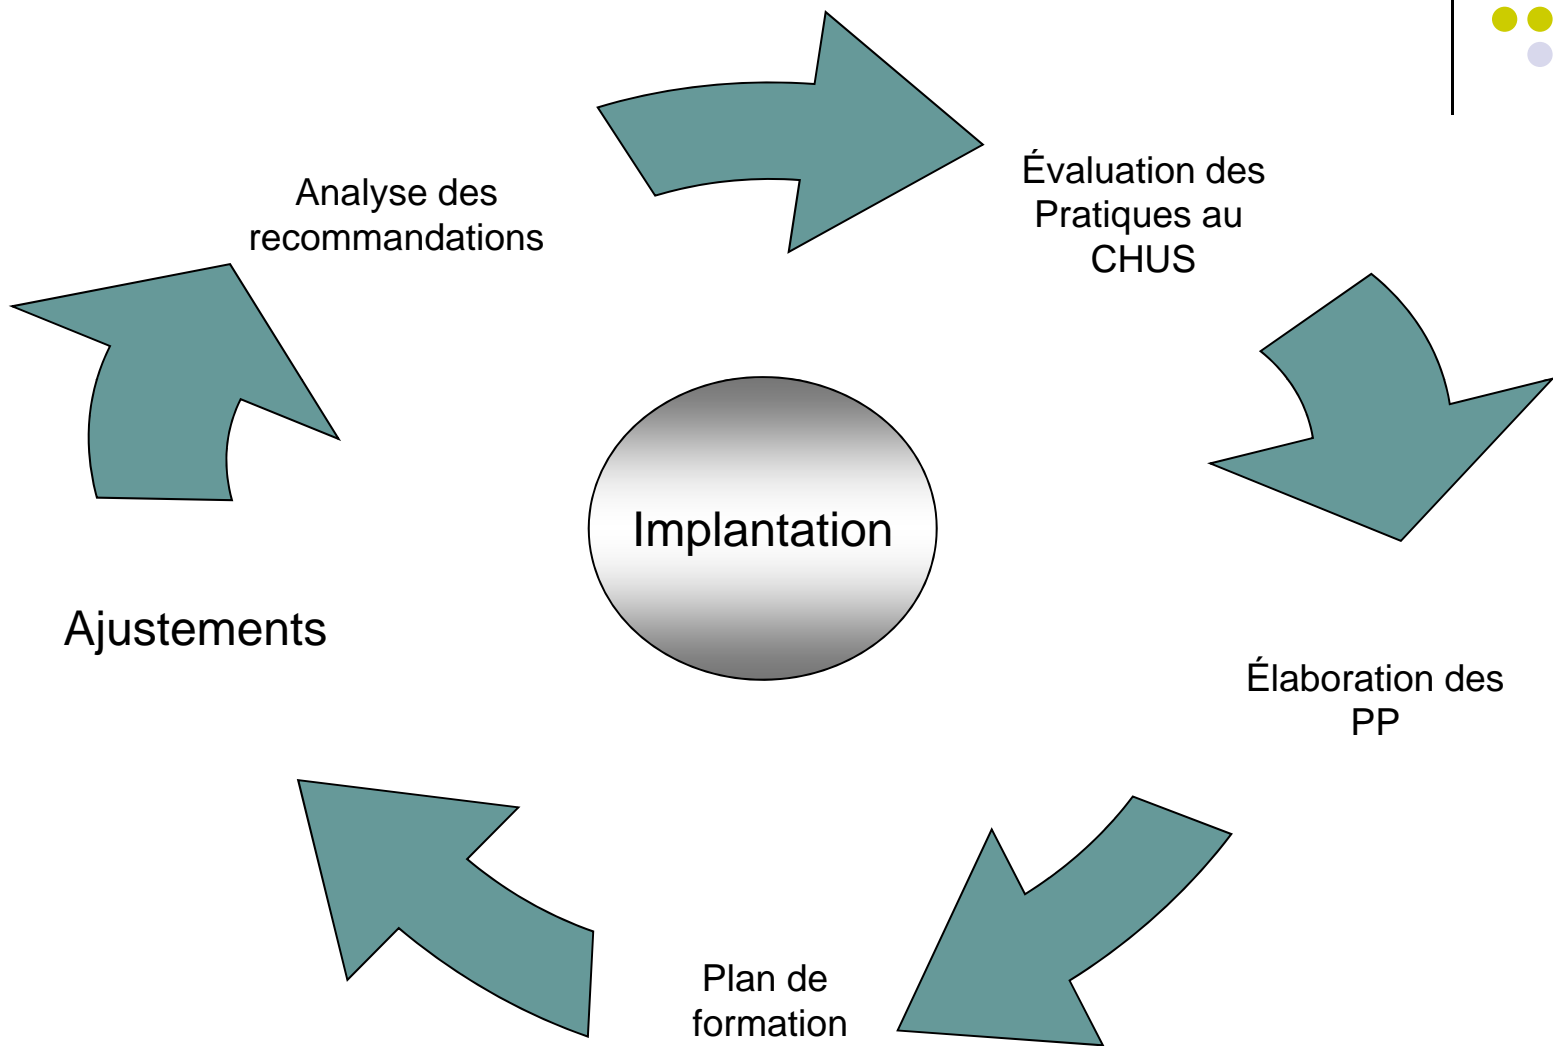 Analyse des
recommandations
Évaluation des
Pratiques au
CHUS
Implantation
Ajustements
Élaboration des
PP
Plan de
formation